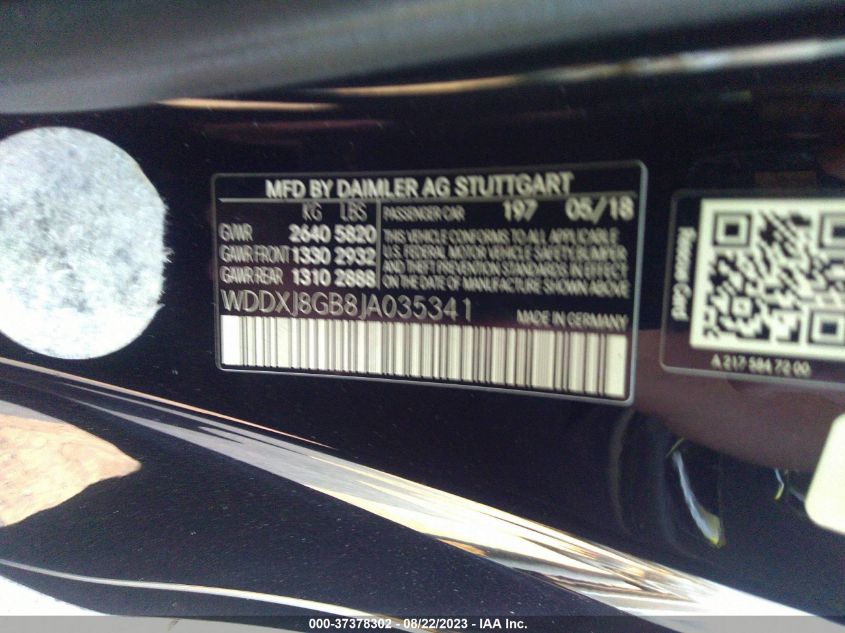 MFD BY DAIMLER AG STUTTGART
KG LBS
GVWR 2640 5820
GAWR FRONT 1330 2932
GAWR REAR 1310 2888
PASSENGER CAR 197 05/18
THIS VEHICLE CONFORMS TO ALL APPLICABLE
U.S. FEDERAL MOTOR VEHICLE SAFETY, BUMPER
AND THEFT PREVENTION STANDARDS IN EFFECT
ON THE DATE OF MANUFACTURE SHOWN ABOVE
WDDXJ8GB8JA035341
MADE IN GERMANY
Rescue Card
A 217 584 72 00
000-37378302 - 08/22/2023 - IAA Inc.